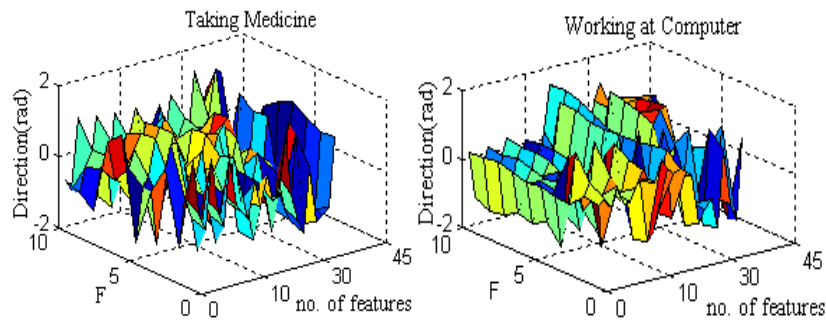 Taking Medicine
Direction(rad)
2
0
-2
10
5
0
F
0
10
30
45
no. of features
Working at Computer
Direction(rad)
2
0
-2
10
5
0
F
0
10
30
45
no. of features